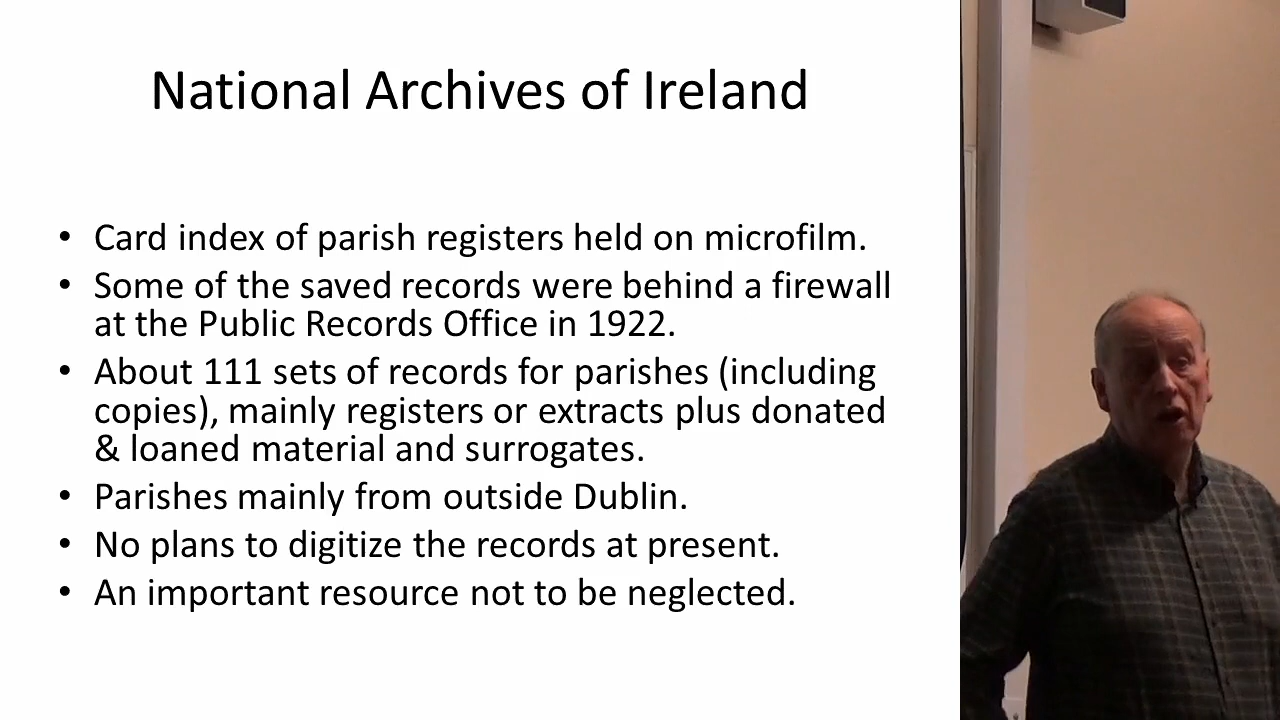 National Archives of Ireland
• Card index of parish registers held on microfilm.
• Some of the saved records were behind a firewall
at the Public Records Office in 1922.
• About 111 sets of records for parishes (including
copies), mainly registers or extracts plus donated
& loaned material and surrogates.
• Parishes mainly from outside Dublin.
• No plans to digitize the records at present.
• An important resource not to be neglected.